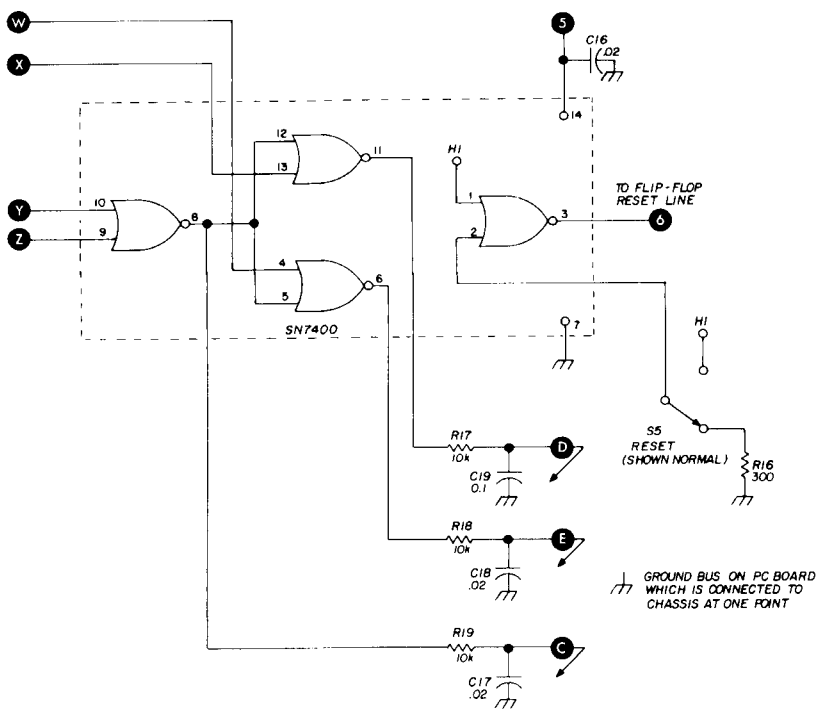 W
5
C16
.02
X
14
12
11
13
HI
TO FLIP-FLOP
RESET LINE
Y
10
8
1
3
6
Z
9
2
4
6
5
SN7400
7
HI
S5
RESET
(SHOWN NORMAL)
R16
300
R17
10k
D
C19
0.1
R18
10k
E
C18
.02
GROUND BUS ON PC BOARD
WHICH IS CONNECTED TO
CHASSIS AT ONE POINT
R19
10k
C
C17
.02